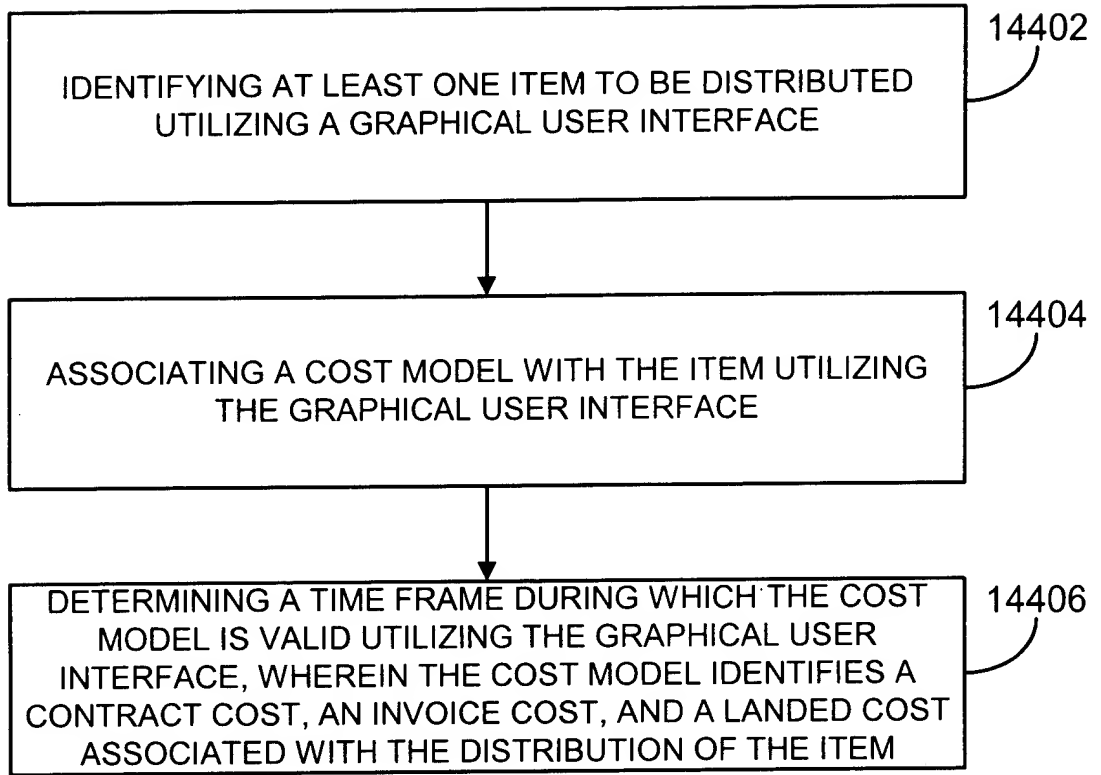 14402
IDENTIFYING AT LEAST ONE ITEM TO BE DISTRIBUTED
UTILIZING A GRAPHICAL USER INTERFACE
14404
ASSOCIATING A COST MODEL WITH THE ITEM UTILIZING
THE GRAPHICAL USER INTERFACE
14406
DETERMINING A TIME FRAME DURING WHICH THE COST
MODEL IS VALID UTILIZING THE GRAPHICAL USER
INTERFACE, WHEREIN THE COST MODEL IDENTIFIES A
CONTRACT COST, AN INVOICE COST, AND A LANDED COST
ASSOCIATED WITH THE DISTRIBUTION OF THE ITEM